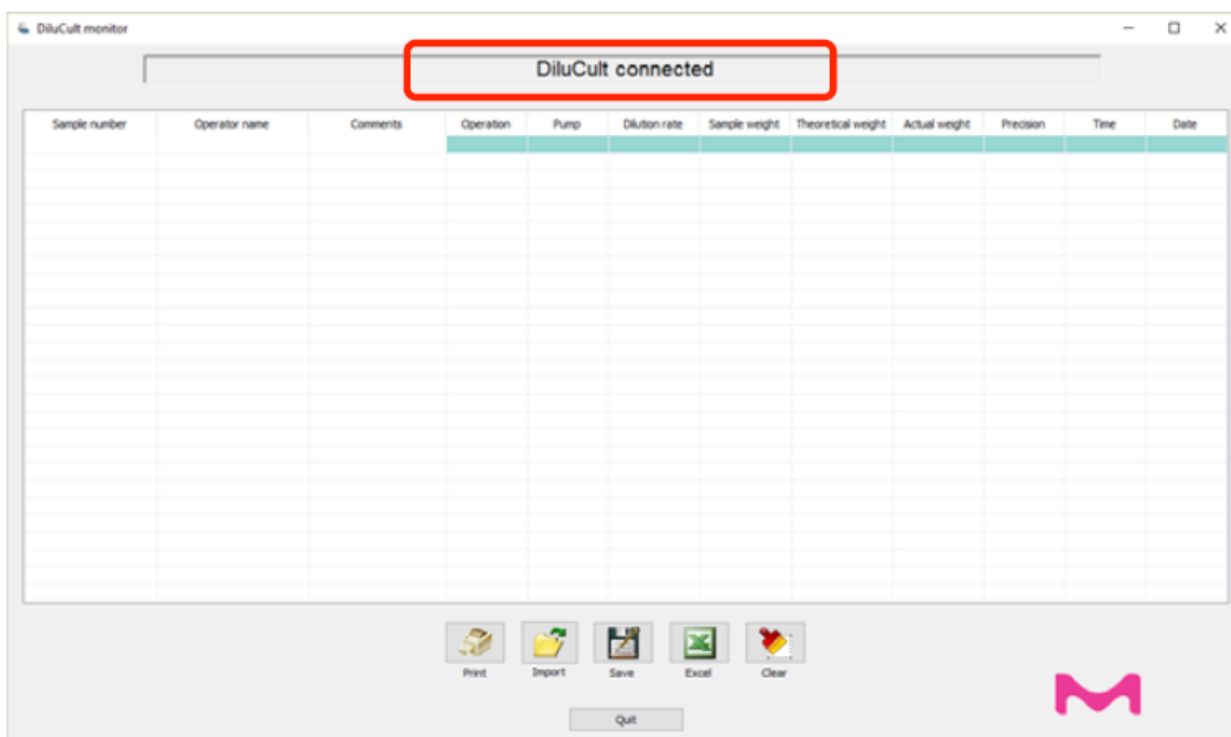 DiluCult monitor
DiluCult connected
Sample number Operator name Comments Operation Pump Dilution rate Sample weight Theoretical weight Actual weight Precision Time Date
Print Import Save Excel Clear
Quit